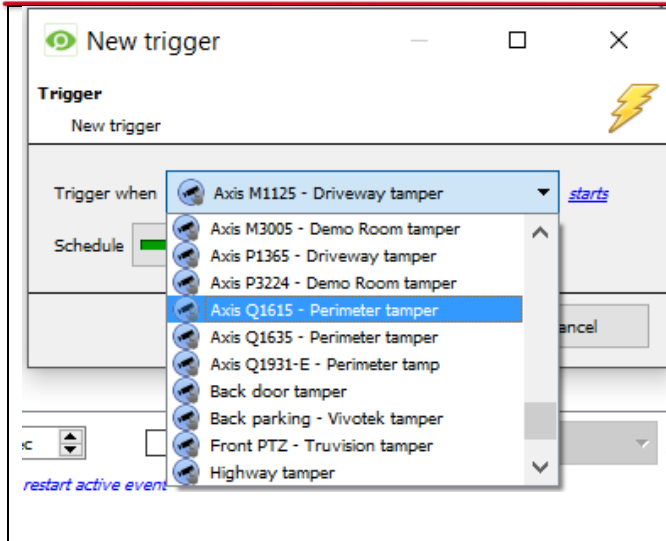 New trigger
Trigger
New trigger
Trigger when Axis M1125 - Driveway tamper starts
Axis M3005 - Demo Room tamper
Schedule
Axis P1365 - Driveway tamper
Axis P3224 - Demo Room tamper
Axis Q1615 - Perimeter tamper
Axis Q1635 - Perimeter tamper
ancel
Axis Q1931-E - Perimeter tamp
Back door tamper
Back parking - Vivotek tamper
Front PTZ - Truvision tamper
Highway tamper
restart active event